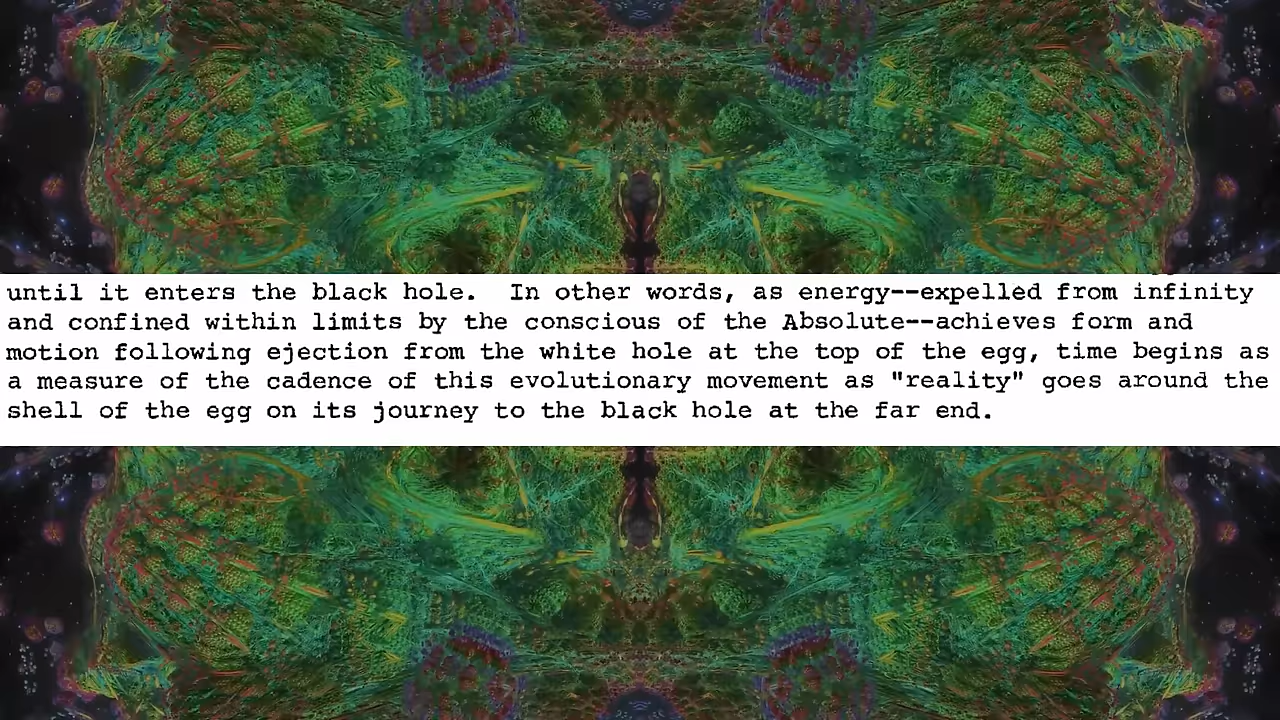 until it enters the black hole.  In other words, as energy--expelled from infinity
and confined within limits by the conscious of the Absolute--achieves form and
motion following ejection from the white hole at the top of the egg, time begins as
a measure of the cadence of this evolutionary movement as "reality" goes around the
shell of the egg on its journey to the black hole at the far end.